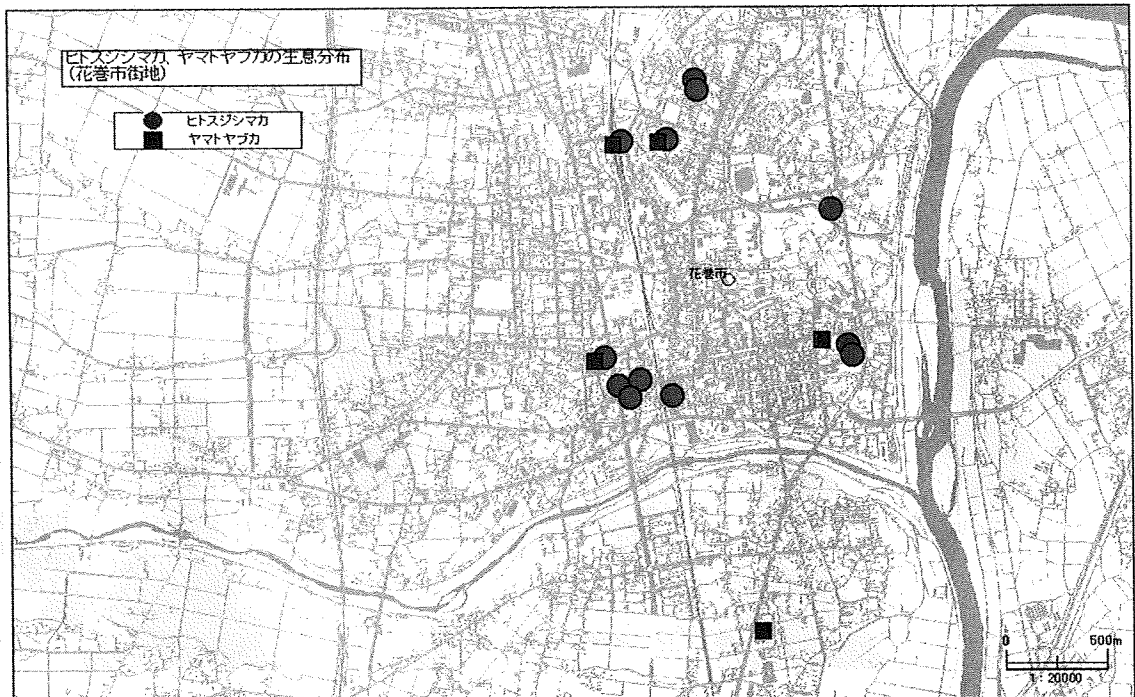 ヒトスジシマカ、ヤマトヤブカの生息分布
(花巻市街地)
ヒトスジシマカ
ヤマトヤブカ
花巻市
0 500m
1:20000